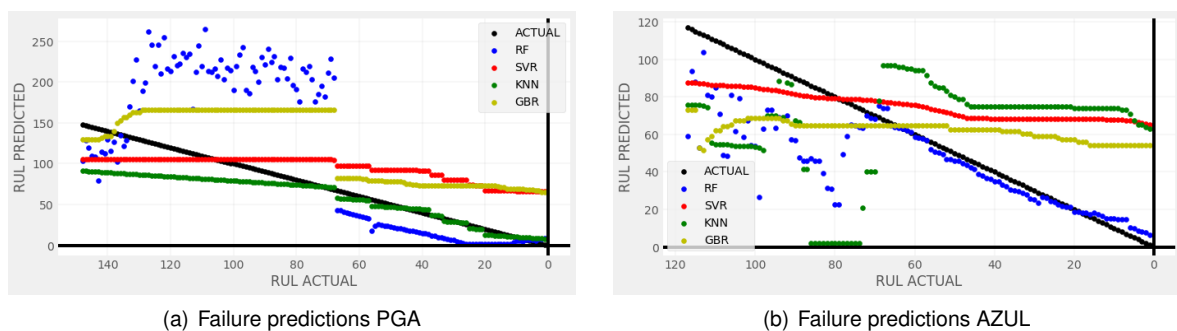 RUL PREDICTED
250
200
150
100
50
0
140
120
100
80
60
40
20
0
RUL ACTUAL
ACTUAL
RF
SVR
KNN
GBR
(a) Failure predictions PGA
RUL PREDICTED
120
100
80
60
40
20
0
120
100
80
60
40
20
0
RUL ACTUAL
ACTUAL
RF
SVR
KNN
GBR
(b) Failure predictions AZUL